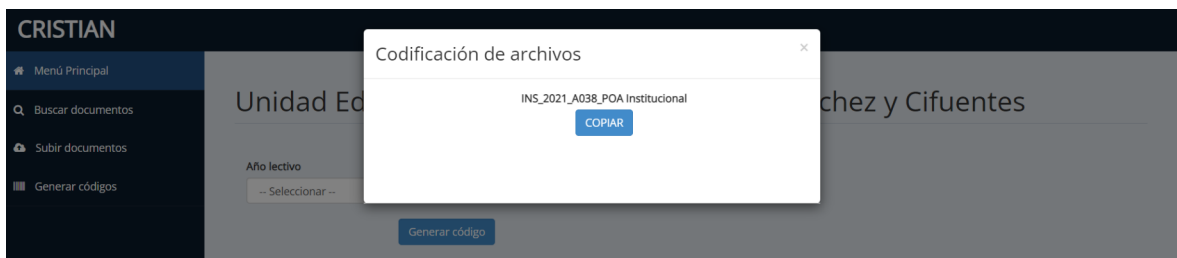 CRISTIAN
Menú Principal
Buscar documentos
Subir documentos
Generar códigos
Codificación de archivos
×
INS_2021_A038_POA Institucional
COPIAR
Unidad Ed
chez y Cifuentes
Año lectivo
-- Seleccionar --
Generar código